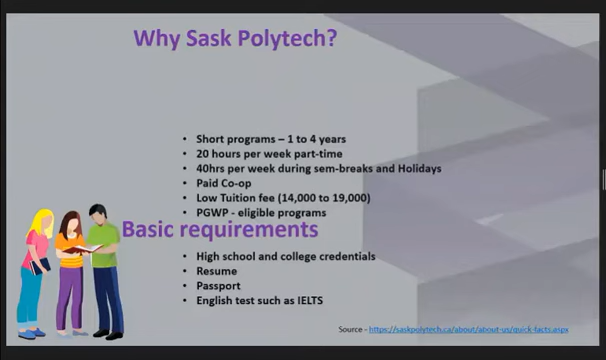 Why Sask Polytech?
• Short programs – 1 to 4 years
• 20 hours per week part-time
• 40hrs per week during sem-breaks and Holidays
• Paid Co-op
• Low Tuition fee (14,000 to 19,000)
• PGWP - eligible programs
Basic requirements
• High school and college credentials
• Resume
• Passport
• English test such as IELTS
Source - https://saskpolytech.ca/about/about-us/quick-facts.aspx